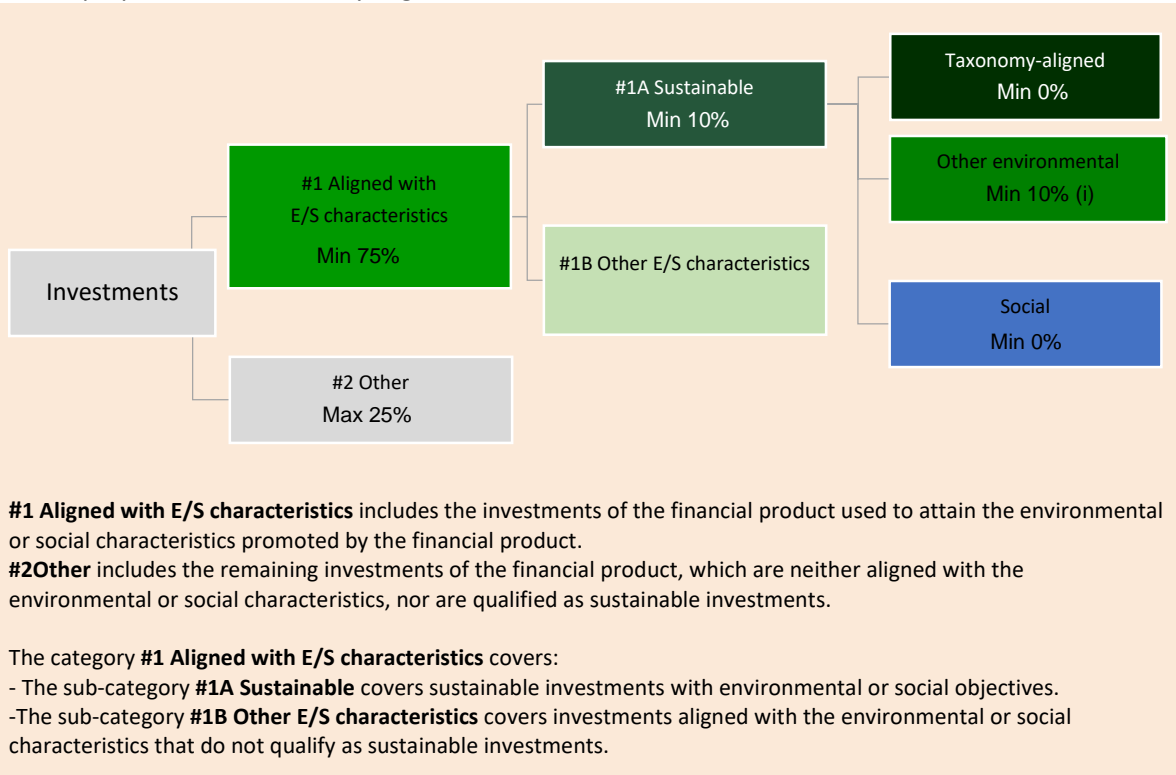 Investments
#1 Aligned with
E/S characteristics
Min 75%
#2 Other
Max 25%
#1A Sustainable
Min 10%
#1B Other E/S characteristics
Taxonomy-aligned
Min 0%
Other environmental
Min 10% (i)
Social
Min 0%
#1 Aligned with E/S characteristics includes the investments of the financial product used to attain the environmental
or social characteristics promoted by the financial product.
#2Other includes the remaining investments of the financial product, which are neither aligned with the
environmental or social characteristics, nor are qualified as sustainable investments.
The category #1 Aligned with E/S characteristics covers:
- The sub-category #1A Sustainable covers sustainable investments with environmental or social objectives.
-The sub-category #1B Other E/S characteristics covers investments aligned with the environmental or social
characteristics that do not qualify as sustainable investments.